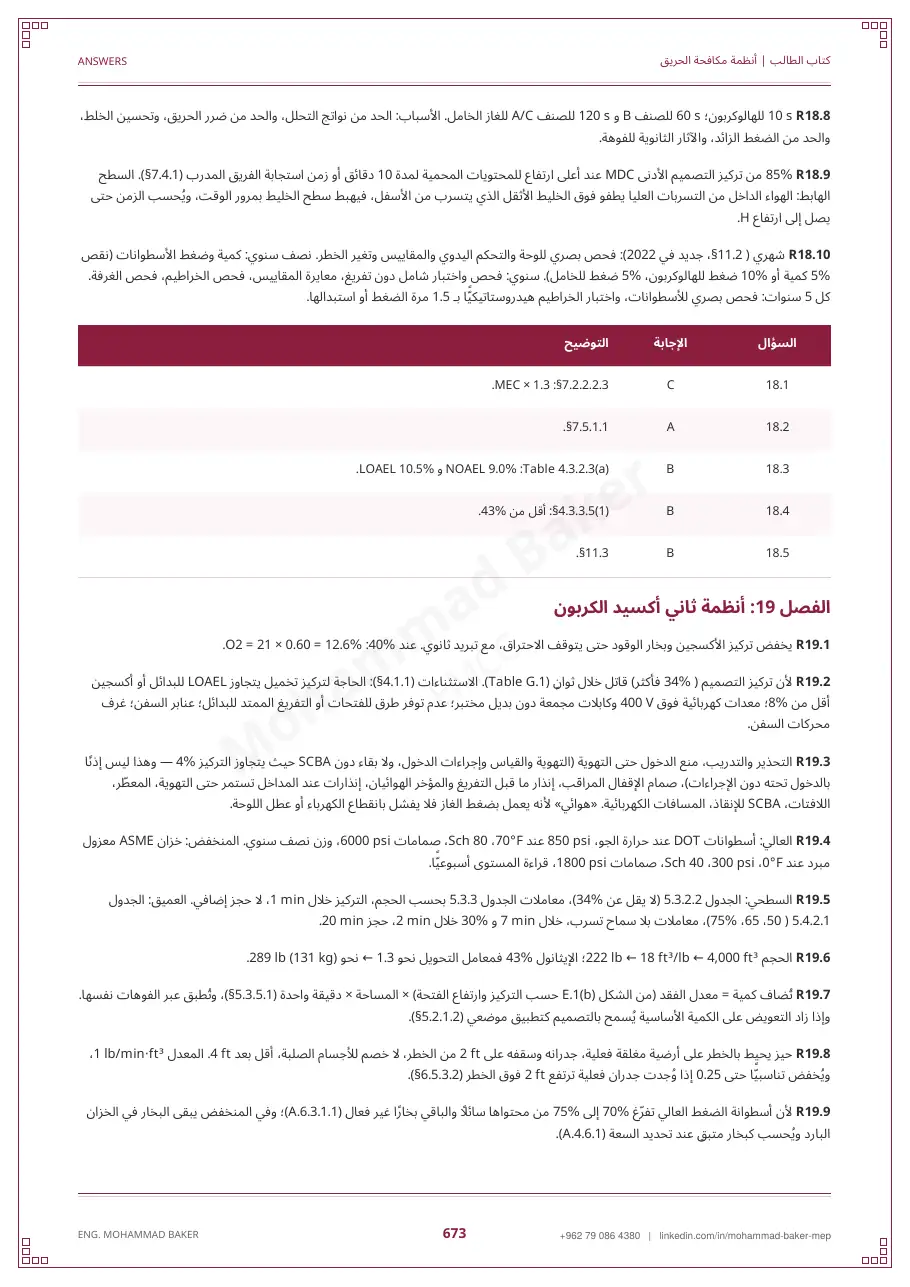 كتاب الطالب | أنظمة مكافحة الحريق
ANSWERS
R18.8 10 s للهالوكربون؛ 60 s للصنف B و 120 s للصنف A/C للغاز الخامل. الأسباب: الحد من نواتج التحلل، والحد من ضرر الحريق، وتحسين الخلط،
والحد من الضغط الزائد، والآثار الثانوية للفوهة.
R18.9 85% من تركيز التصميم الأدنى MDC عند أعلى ارتفاع للمحتويات المحمية لمدة 10 دقائق أو زمن استجابة الفريق المدرب (§7.4.1). السطح
الهابط: الهواء الداخل من التسربات العليا يطفو فوق الخليط الأثقل الذي يتسرب من الأسفل، فيهبط سطح الخليط بمرور الوقت، ويُحسب الزمن حتى
يصل إلى ارتفاع H.
R18.10 شهري ( §11.2، جديد في 2022): فحص بصري للوحة والتحكم اليدوي والمقاييس وتغير الخطر. نصف سنوي: كمية وضغط الأسطوانات (نقص
5% كمية أو 10% ضغط للهالوكربون، 5% ضغط للخامل). سنوي: فحص واختبار شامل دون تفريغ، معايرة المقاييس، فحص الخراطيم، فحص الغرفة.
كل 5 سنوات: فحص بصري للأسطوانات، واختبار الخراطيم هيدروستاتيكيًّا بـ 1.5 مرة الضغط أو استبدالها.
السؤال الإجابة التوضيح
18.1 C §7.2.2.2.3: MEC × 1.3.
18.2 A §7.5.1.1.
18.3 B Table 4.3.2.3(a): NOAEL 9.0% و LOAEL 10.5%.
18.4 B §4.3.3.5(1): أقل من 43%.
18.5 B §11.3.
الفصل 19: أنظمة ثاني أكسيد الكربون
R19.1 يخفض تركيز الأكسجين وبخار الوقود حتى يتوقف الاحتراق، مع تبريد ثانوي. عند 40%: O2 = 21 × 0.60 = 12.6%.
R19.2 لأن تركيز التصميم ( 34% فأكثر) قاتل خلال ثوانٍ (Table G.1). الاستثناءات (§4.1.1): الحاجة لتركيز تخميل يتجاوز LOAEL للبدائل أو أكسجين
أقل من 8%؛ معدات كهربائية فوق 400 V وكابلات مجمعة دون بديل مختبر؛ عدم توفر طرق للفتحات أو التفريغ الممتد للبدائل؛ عنابر السفن؛ غرف
محركات السفن.
R19.3 التحذير والتدريب، منع الدخول حتى التهوية (التهوية والقياس وإجراءات الدخول، ولا بقاء دون SCBA حيث يتجاوز التركيز 4% — وهذا ليس إذنًا
بالدخول تحته دون الإجراءات)، صمام الإقفال المراقب، إنذار ما قبل التفريغ والمؤخر الهوائيان، إنذارات عند المداخل تستمر حتى التهوية، المعطّر،
اللافتات، SCBA للإنقاذ، المسافات الكهربائية. «هوائي» لأنه يعمل بضغط الغاز فلا يفشل بانقطاع الكهرباء أو عطل اللوحة.
R19.4 العالي: أسطوانات DOT عند حرارة الجو، 850 psi عند 70°F، Sch 80، صمامات 6000 psi، وزن نصف سنوي. المنخفض: خزان ASME معزول
مبرد عند 0°F، 300 psi، Sch 40، صمامات 1800 psi، قراءة المستوى أسبوعيًّا.
R19.5 السطحي: الجدول 5.3.2.2 (لا يقل عن 34%)، معاملات الجدول 5.3.3 بحسب الحجم، التركيز خلال 1 min، لا حجز إضافي. العميق: الجدول
5.4.2.1 ( 50، 65، 75%)، معاملات بلا سماح تسرب، خلال 7 min و 30% خلال 2 min، حجز 20 min.
R19.6 الحجم 4,000 ft³ ← 18 ft³/lb ← 222 lb؛ الإيثانول 43% فمعامل التحويل نحو 1.3 ← نحو 289 lb (131 kg).
R19.7 تُضاف كمية = معدل الفقد (من الشكل E.1(b) حسب التركيز وارتفاع الفتحة) × المساحة × دقيقة واحدة (§5.3.5.1)، وتُطبق عبر الفوهات نفسها.
وإذا زاد التعويض على الكمية الأساسية يُسمح بالتصميم كتطبيق موضعي (§5.2.1.2).
R19.8 حيز يحيط بالخطر على أرضية مغلقة فعلية، جدرانه وسقفه على 2 ft من الخطر، لا خصم للأجسام الصلبة، أقل بعد 4 ft. المعدل 1 lb/min·ft³،
ويُخفض تناسبيًّا حتى 0.25 إذا وُجدت جدران فعلية ترتفع 2 ft فوق الخطر (§6.5.3.2).
R19.9 لأن أسطوانة الضغط العالي تفرّغ 70% إلى 75% من محتواها سائلًا والباقي بخارًا غير فعال (A.6.3.1.1)؛ وفي المنخفض يبقى البخار في الخزان
البارد ويُحسب كبخار متبقٍ عند تحديد السعة (A.4.6.1).
ENG. MOHAMMAD BAKER
673
+962 79 086 4380 | linkedin.com/in/mohammad-baker-mep